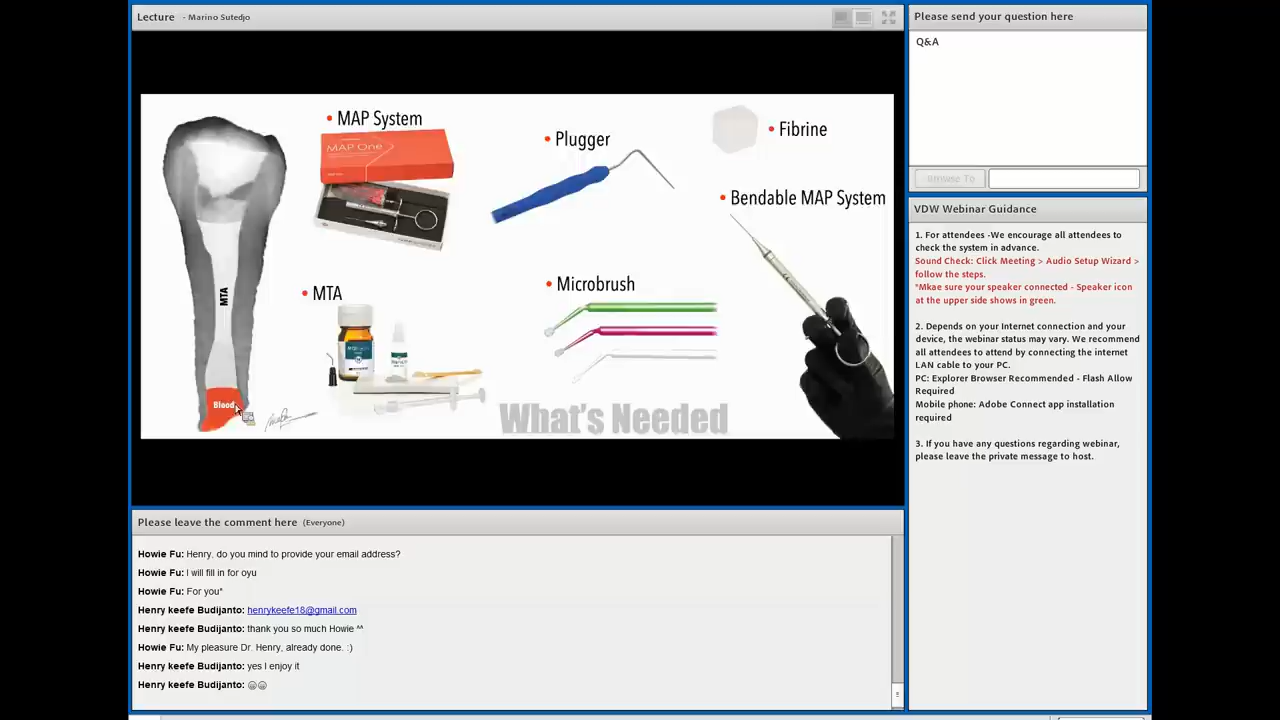 Lecture - Marino Sutedjo
• MAP System
MAP One
• Plugger
• Fibrine
• Bendable MAP System
• Microbrush
• MTA
MTA
Blood
What's Needed
Please send your question here
Q&A
Browse To
VDW Webinar Guidance
1. For attendees -We encourage all attendees to
check the system in advance.
Sound Check: Click Meeting > Audio Setup Wizard >
follow the steps.
*Mkae sure your speaker connected - Speaker icon
at the upper side shows in green.
2. Depends on your Internet connection and your
device, the webinar status may vary. We recommend
all attendees to attend by connecting the internet
LAN cable to your PC.
PC: Explorer Browser Recommended - Flash Allow
Required
Mobile phone: Adobe Connect app installation
required
3. If you have any questions regarding webinar,
please leave the private message to host.
Please leave the comment here (Everyone)
Howie Fu: Henry, do you mind to provide your email address?
Howie Fu: I will fill in for oyu
Howie Fu: For you*
Henry keefe Budijanto: henrykeefe18@gmail.com
Henry keefe Budijanto: thank you so much Howie ^^
Howie Fu: My pleasure Dr. Henry, already done. :)
Henry keefe Budijanto: yes I enjoy it
Henry keefe Budijanto: 😄😄